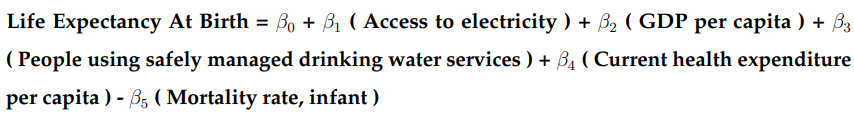 Life Expectancy At Birth = β₀ + β₁ ( Access to electricity ) + β₂ ( GDP per capita ) + β₃
( People using safely managed drinking water services ) + β₄ ( Current health expenditure
per capita ) - β₅ ( Mortality rate, infant )